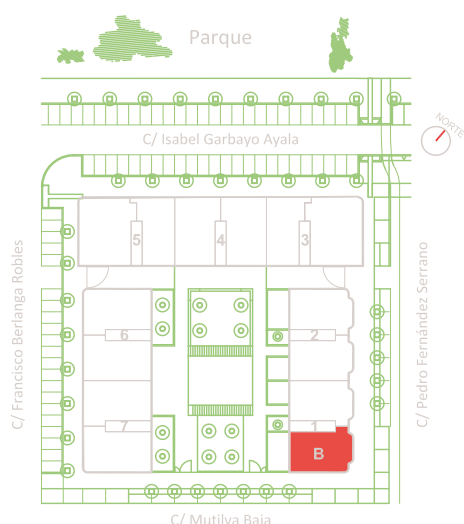 Parque
NORTE
C/ Isabel Garbayo Ayala
5
4
3
C/ Francisco Berlanga Robles
C/ Pedro Fernández Serrano
6
2
7
1
B
C/ Mutilva Baja